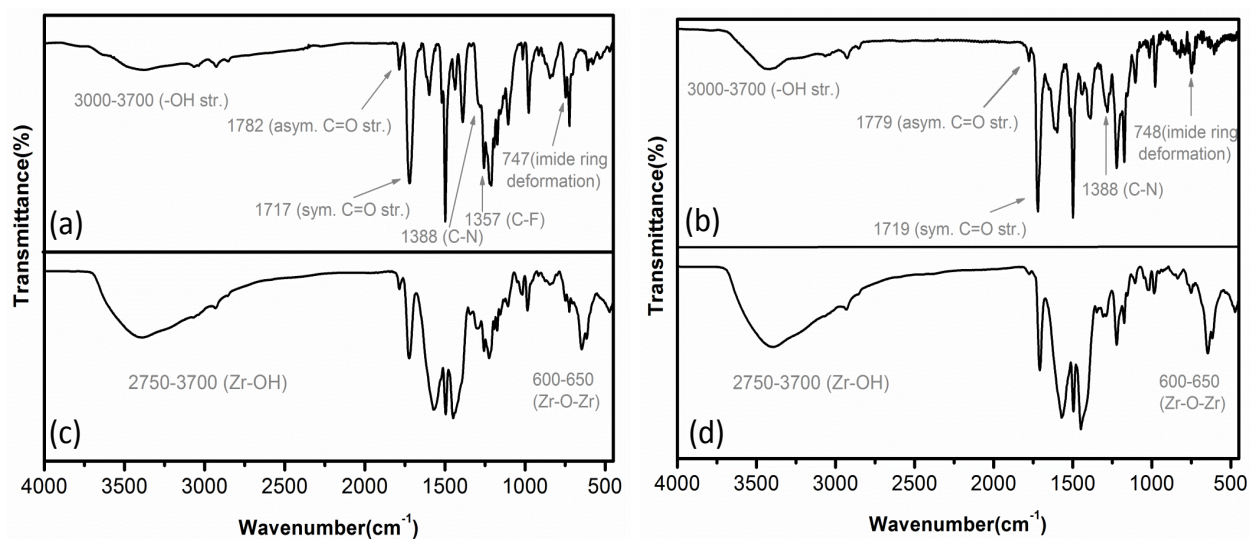 Transmittance(%)
3000-3700 (-OH str.)
1782 (asym. C=O str.)
1717 (sym. C=O str.)
1388 (C-N)
1357 (C-F)
747(imide ring
deformation)
(a)
2750-3700 (Zr-OH)
600-650
(Zr-O-Zr)
(c)
4000 3500 3000 2500 2000 1500 1000 500
Wavenumber(cm-1)
Transmittance(%)
3000-3700 (-OH str.)
1779 (asym. C=O str.)
1719 (sym. C=O str.)
1388 (C-N)
748(imide ring
deformation)
(b)
2750-3700 (Zr-OH)
600-650
(Zr-O-Zr)
(d)
4000 3500 3000 2500 2000 1500 1000 500
Wavenumber(cm-1)